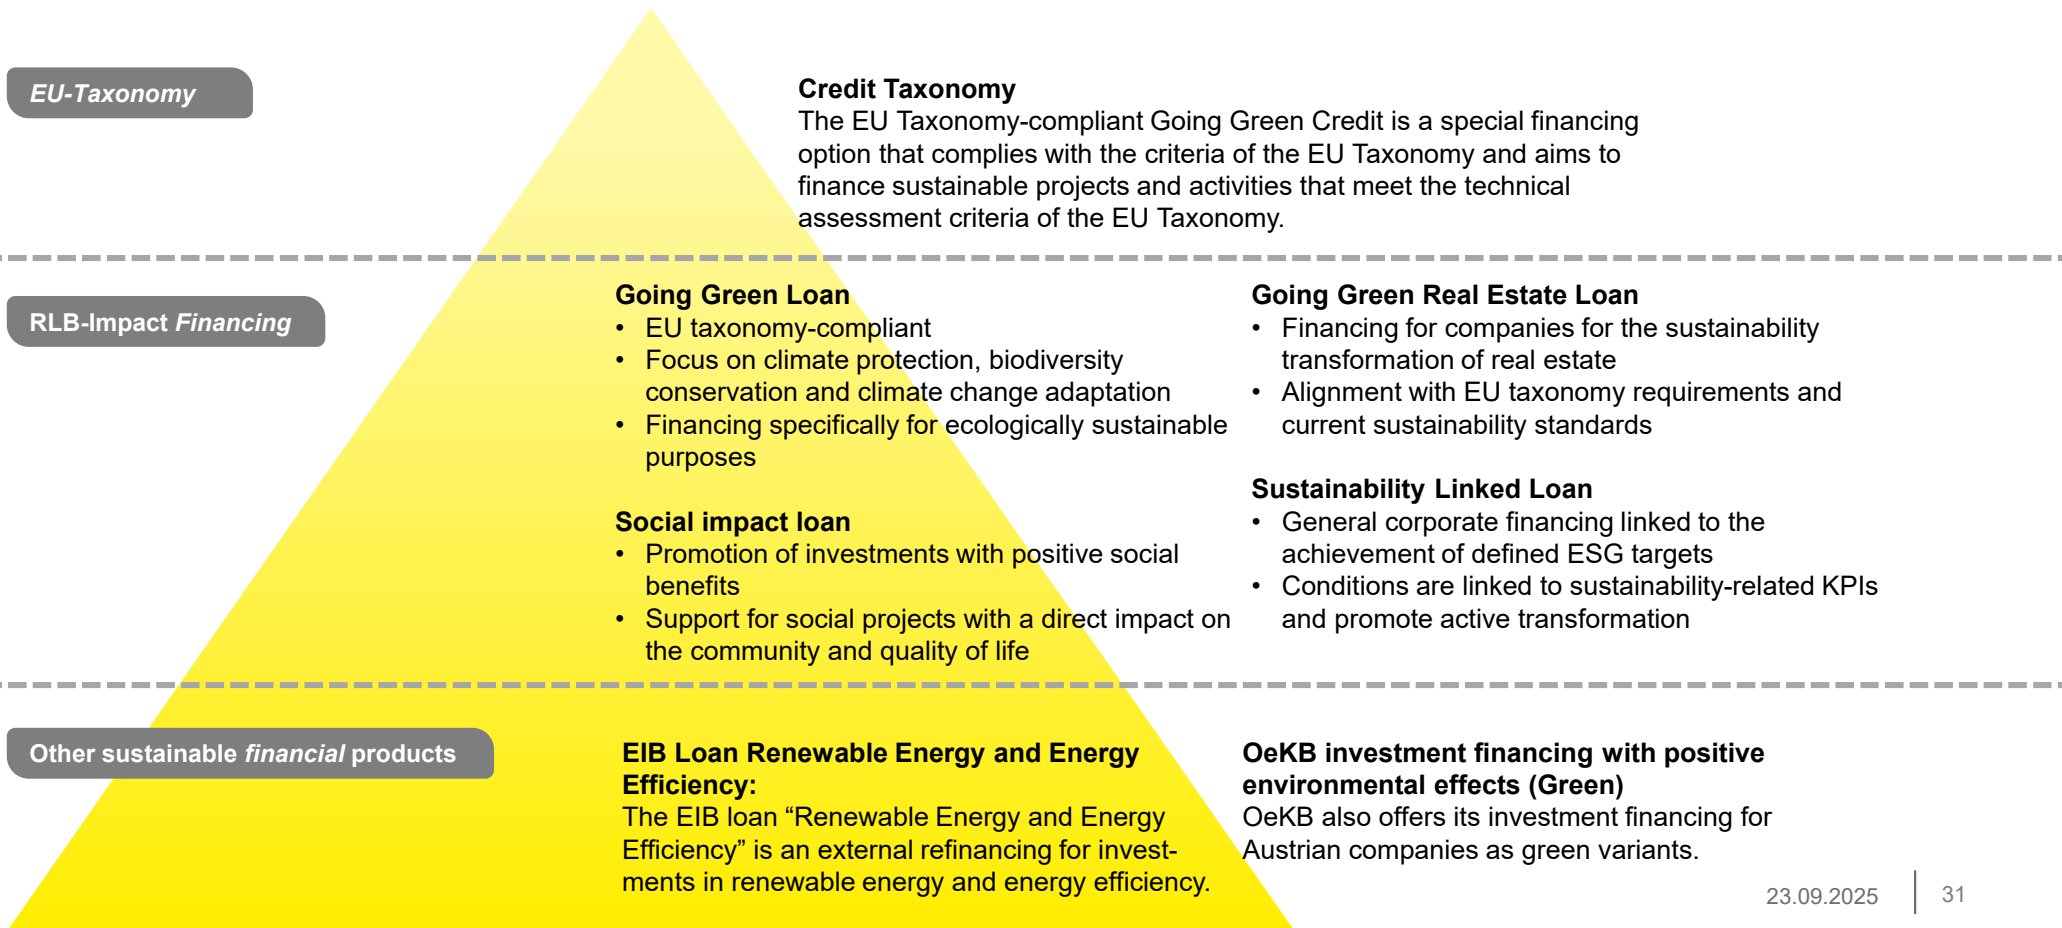 EU-Taxonomy
Credit Taxonomy
The EU Taxonomy-compliant Going Green Credit is a special financing
option that complies with the criteria of the EU Taxonomy and aims to
finance sustainable projects and activities that meet the technical
assessment criteria of the EU Taxonomy.
RLB-Impact Financing
Going Green Loan
• EU taxonomy-compliant
• Focus on climate protection, biodiversity
conservation and climate change adaptation
• Financing specifically for ecologically sustainable
purposes
Social impact loan
• Promotion of investments with positive social
benefits
• Support for social projects with a direct impact on
the community and quality of life
Going Green Real Estate Loan
• Financing for companies for the sustainability
transformation of real estate
• Alignment with EU taxonomy requirements and
current sustainability standards
Sustainability Linked Loan
• General corporate financing linked to the
achievement of defined ESG targets
• Conditions are linked to sustainability-related KPIs
and promote active transformation
Other sustainable financial products
EIB Loan Renewable Energy and Energy
Efficiency:
The EIB loan “Renewable Energy and Energy
Efficiency” is an external refinancing for invest-
ments in renewable energy and energy efficiency.
OeKB investment financing with positive
environmental effects (Green)
OeKB also offers its investment financing for
Austrian companies as green variants.
23.09.2025
31